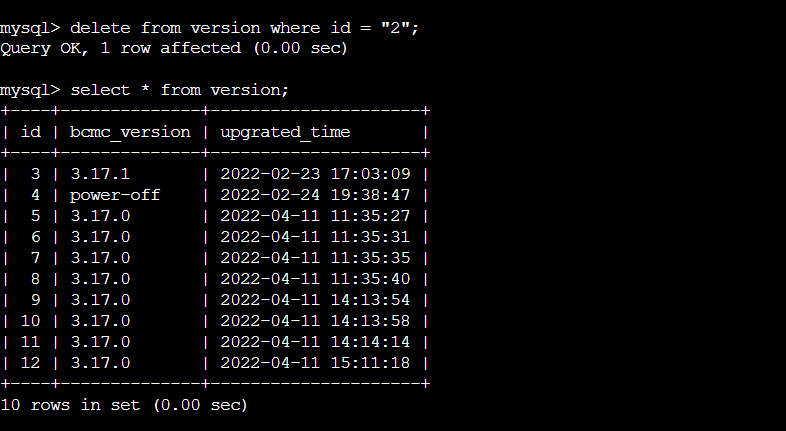 mysql> delete from version where id = "2";
Query OK, 1 row affected (0.00 sec)
mysql> select * from version;
+----+--------------+---------------------+
| id | bcmc_version | upgrated_time       |
+----+--------------+---------------------+
|  3 | 3.17.1       | 2022-02-23 17:03:09 |
|  4 | power-off    | 2022-02-24 19:38:47 |
|  5 | 3.17.0       | 2022-04-11 11:35:27 |
|  6 | 3.17.0       | 2022-04-11 11:35:31 |
|  7 | 3.17.0       | 2022-04-11 11:35:35 |
|  8 | 3.17.0       | 2022-04-11 11:35:40 |
|  9 | 3.17.0       | 2022-04-11 14:13:54 |
| 10 | 3.17.0       | 2022-04-11 14:13:58 |
| 11 | 3.17.0       | 2022-04-11 14:14:14 |
| 12 | 3.17.0       | 2022-04-11 15:11:18 |
+----+--------------+---------------------+
10 rows in set (0.00 sec)